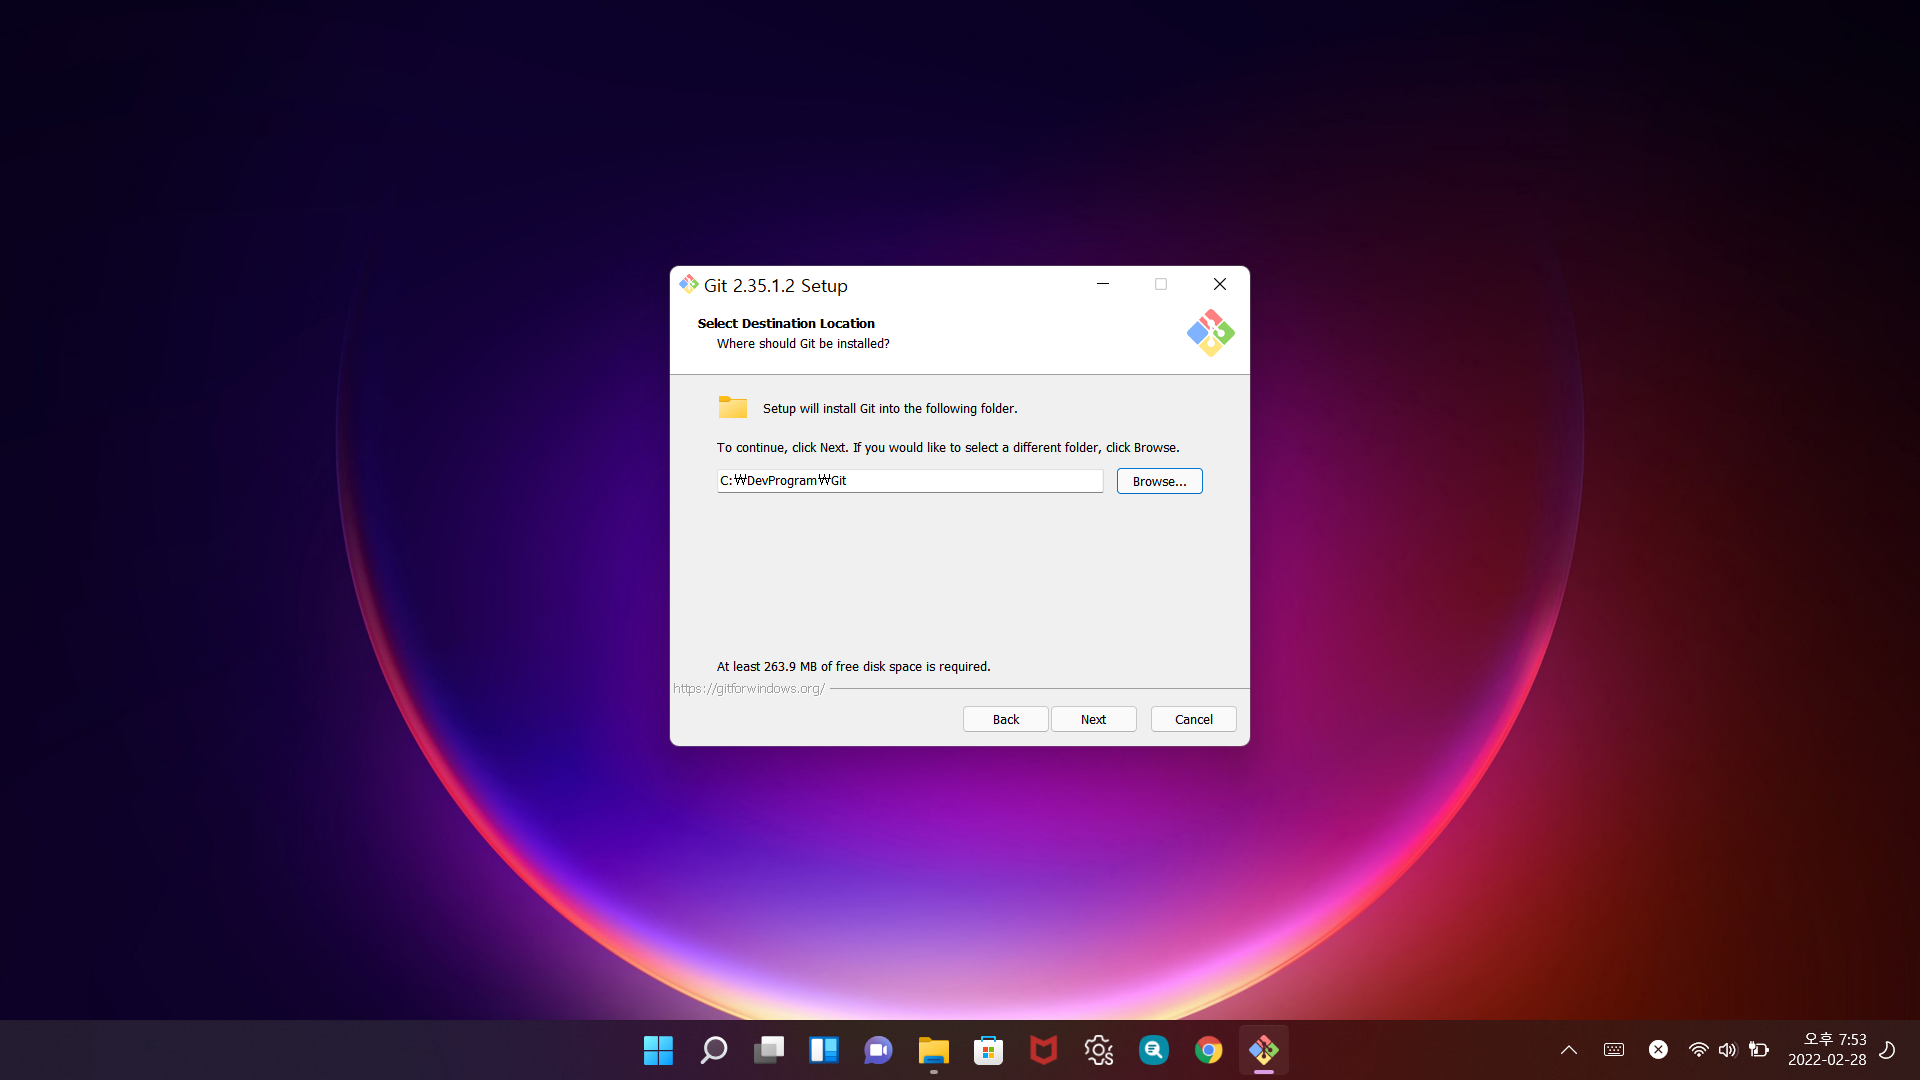 Git 2.35.1.2 Setup
Select Destination Location
Where should Git be installed?
Setup will install Git into the following folder.
To continue, click Next. If you would like to select a different folder, click Browse.
C:₩DevProgram₩Git
Browse...
At least 263.9 MB of free disk space is required.
https://gitforwindows.org/
Back
Next
Cancel
오후 7:53
2022-02-28